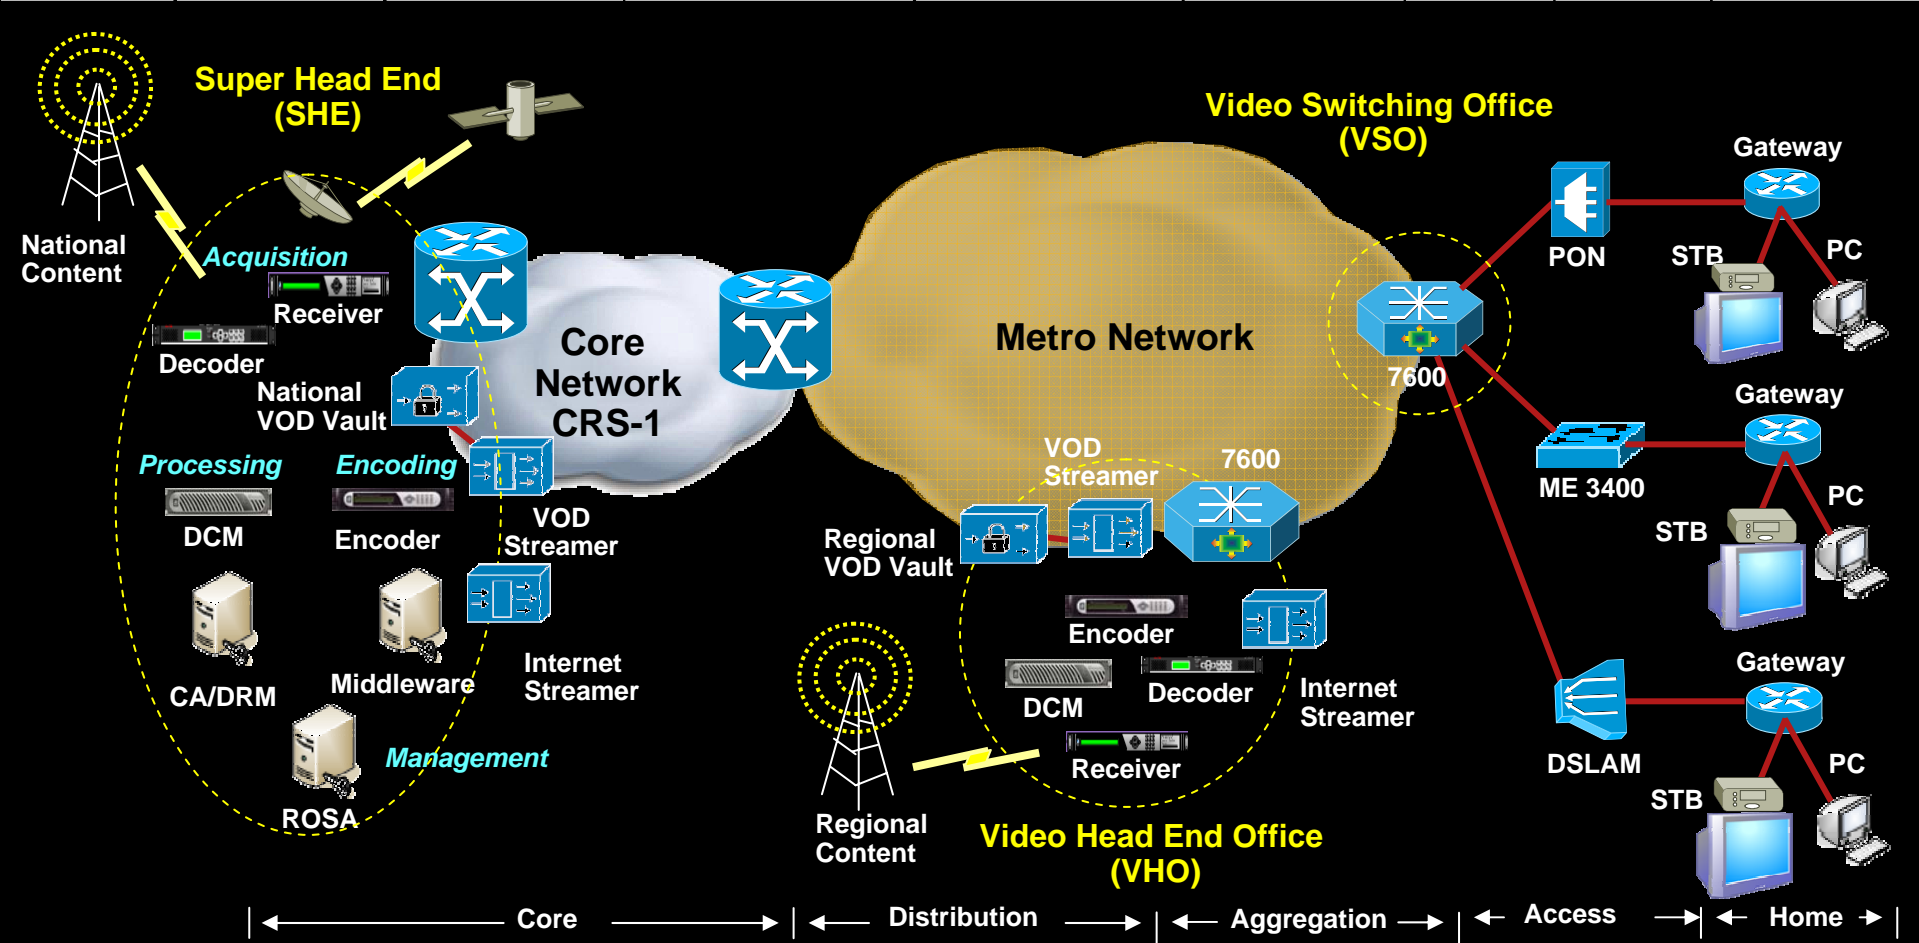 Super Head End
(SHE)
National
Content
Acquisition
Receiver
Decoder
National
VOD Vault
Core
Network
CRS-1
Processing
Encoding
DCM
Encoder
VOD
Streamer
CA/DRM
Middleware
Internet
Streamer
ROSA
Management
Metro Network
VOD
Streamer
7600
Regional
VOD Vault
Encoder
DCM
Decoder
Internet
Streamer
Receiver
Regional
Content
Video Head End Office
(VHO)
Video Switching Office
(VSO)
7600
PON
Gateway
STB
PC
ME 3400
Gateway
STB
PC
DSLAM
Gateway
STB
PC
Core
Distribution
Aggregation
Access
Home